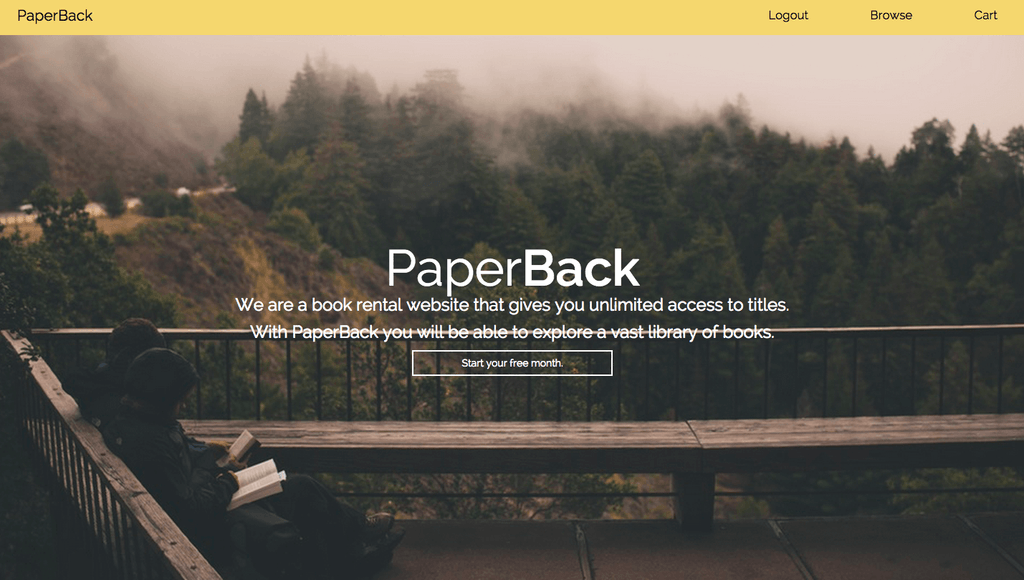 PaperBack
Logout Browse Cart
PaperBack
We are a book rental website that gives you unlimited access to titles.
With PaperBack you will be able to explore a vast library of books.
Start your free month.